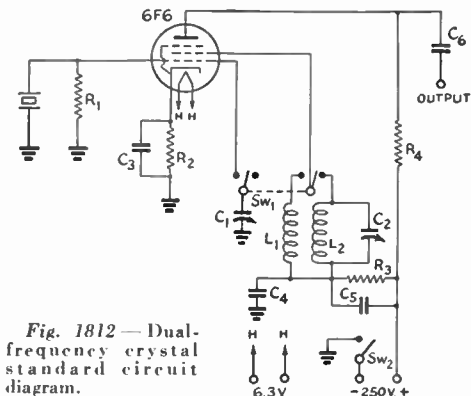 6F6
C6
OUTPUT
R1
H H
C3
R2
R4
Sw1
C1
L1
L2
C2
R3
C4
C5
H H
Sw2
6.3V
-250V.+
Fig. 1812 — Dual-
frequency crystal
standard circuit
diagram.